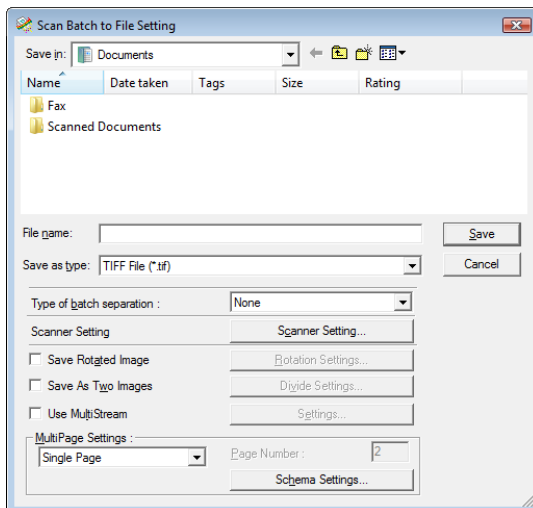 Scan Batch to File Setting
Save in: Documents
Name Date taken Tags Size Rating
Fax
Scanned Documents
File name: Save
Save as type: TIFF File (*.tif) Cancel
Type of batch separation : None
Scanner Setting Scanner Setting...
Save Rotated Image Rotation Settings...
Save As Two Images Divide Settings...
Use MultiStream Settings...
MultiPage Settings :
Single Page Page Number : 2
Schema Settings...